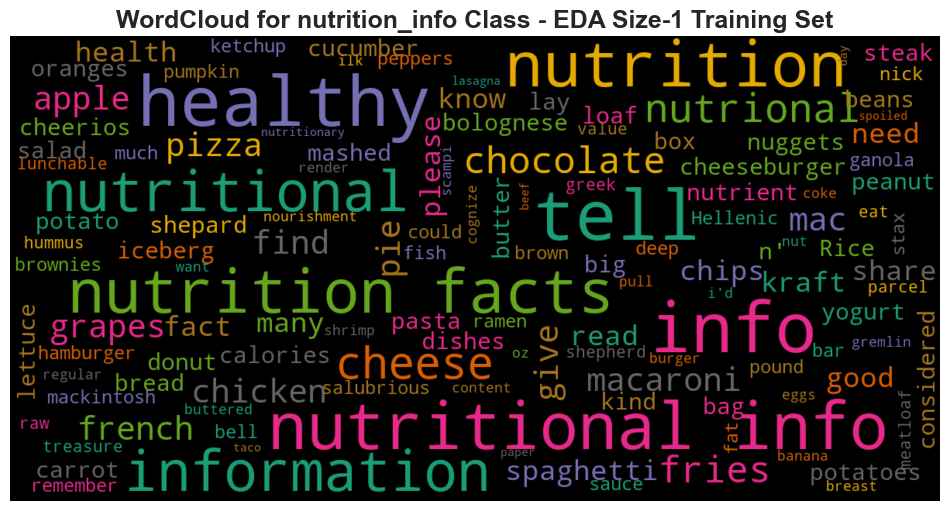 WordCloud for nutrition_info Class - EDA Size-1 Training Set
health ketchup cucumber nutrition day steak
oranges pumpkin ilk peppers nick
apple healthy lasagna know lay loaf nutrional beans
cheerios nutritionary bolognese value spoiled
salad pizza mashed please box nuggets need
lunchable much render scampi chocolate cheeseburger ganola
nutritional greek nutrient peanut
potato shepard nourishment cognize butter beef tell Hellenic mac coke eat
hummus iceberg find pie could fish brown deep n' nut Rice stax
brownies want big chips share
nutrition facts pull i'd kraft parcel
grapes fact many pasta ramen info yogurt
lettuce shrimp dishes give read bar gremlin considered
hamburger donut calories cheese oz shepherd burger
regular bread chicken salubrious content macaroni pound good
mackintosh kind bag eggs
raw french buttered nutritional info
bell fat meatloaf
treasure taco paper banana
carrot information spaghetti fries potatoes
remember sauce breast